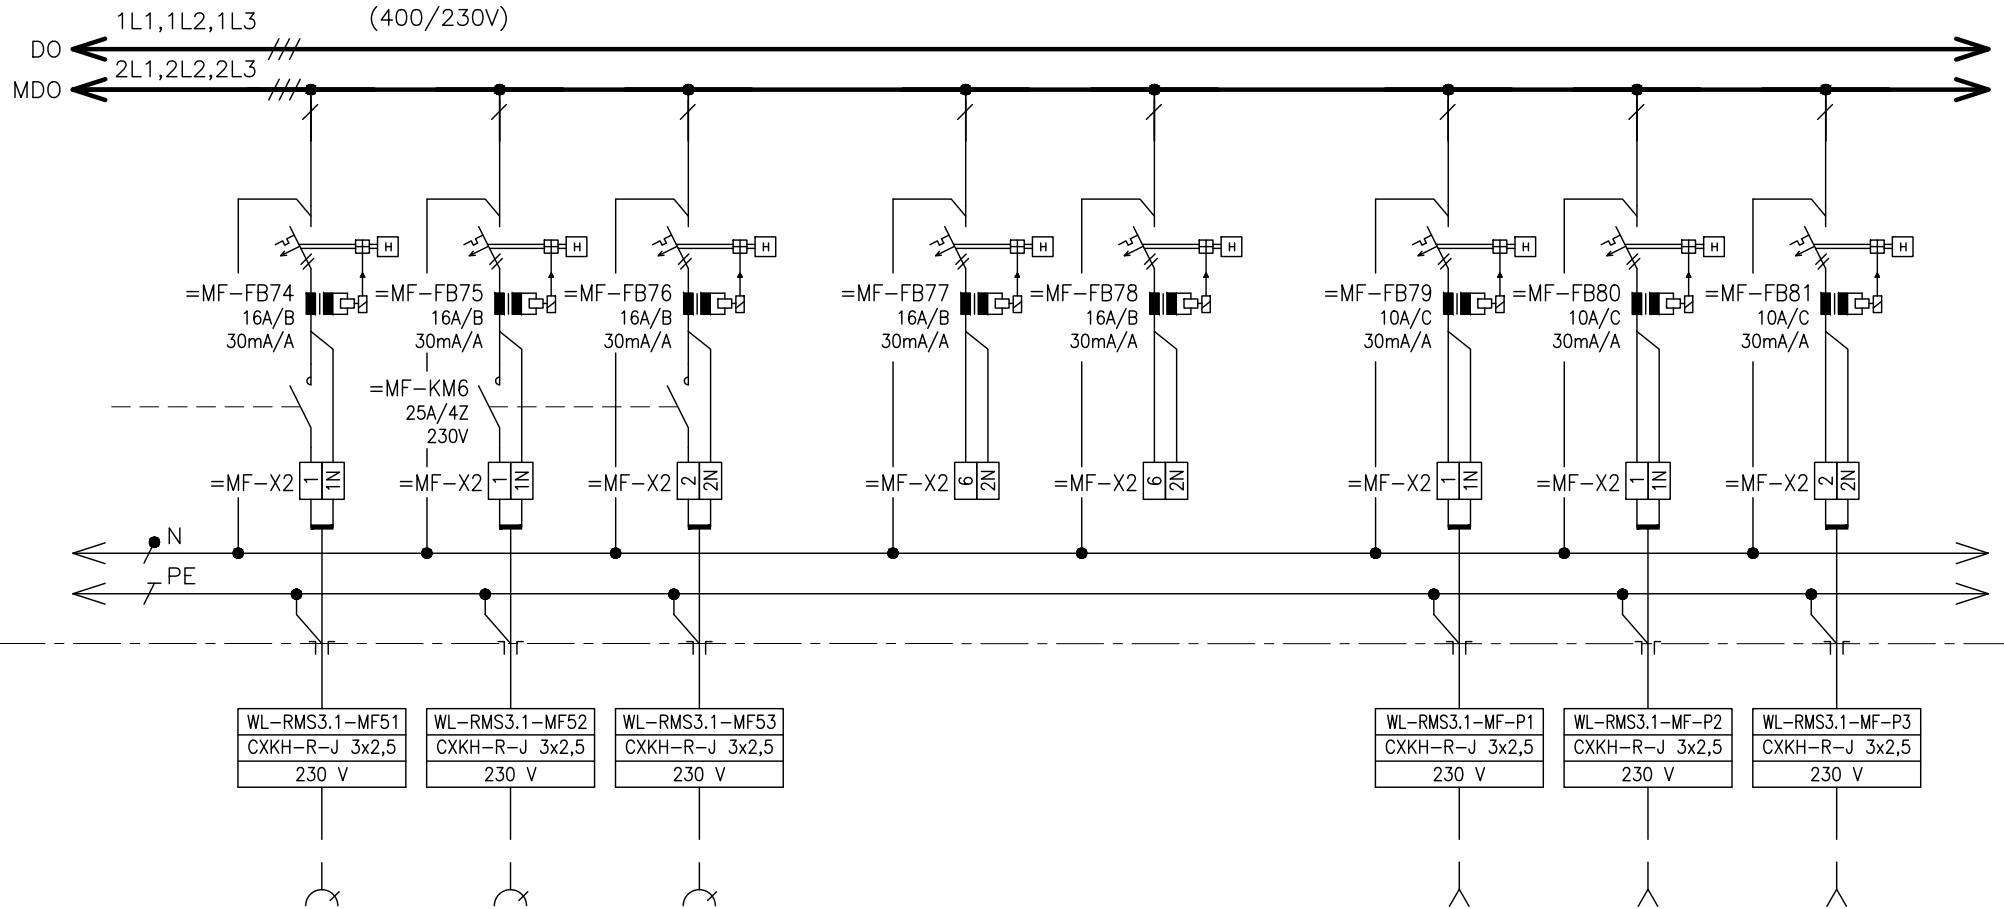 1L1,1L2,1L3 (400/230V)
DO
2L1,2L2,2L3
MDO
H H H H H H H H
=MF-FB74 =MF-FB75 =MF-FB76 =MF-FB77 =MF-FB78 =MF-FB79 =MF-FB80 =MF-FB81
16A/B 16A/B 16A/B 16A/B 16A/B 10A/C 10A/C 10A/C
30mA/A 30mA/A 30mA/A 30mA/A 30mA/A 30mA/A 30mA/A 30mA/A
=MF-KM6
25A/4Z
230V
=MF-X2 1 1N =MF-X2 1 1N =MF-X2 2 2N =MF-X2 6 2N =MF-X2 6 2N =MF-X2 1 1N =MF-X2 1 1N =MF-X2 2 2N
N
PE
WL-RMS3.1-MF51 WL-RMS3.1-MF52 WL-RMS3.1-MF53 WL-RMS3.1-MF-P1 WL-RMS3.1-MF-P2 WL-RMS3.1-MF-P3
CXKH-R-J 3x2,5 CXKH-R-J 3x2,5 CXKH-R-J 3x2,5 CXKH-R-J 3x2,5 CXKH-R-J 3x2,5 CXKH-R-J 3x2,5
230 V 230 V 230 V 230 V 230 V 230 V